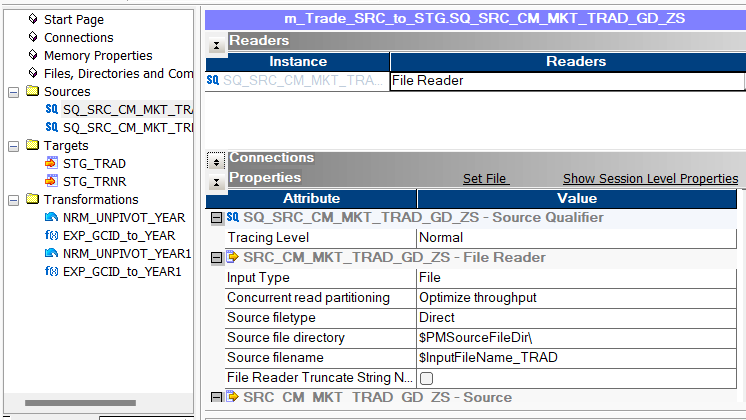 Start Page
Connections
Memory Properties
Files, Directories and Com
Sources
SQ_SRC_CM_MKT_TRA
SQ_SRC_CM_MKT_TRI
Targets
STG_TRAD
STG_TRNR
Transformations
NRM_UNPIVOT_YEAR
EXP_GCID_to_YEAR
NRM_UNPIVOT_YEAR1
EXP_GCID_to_YEAR1
m_Trade_SRC_to_STG.SQ_SRC_CM_MKT_TRAD_GD_ZS
Readers
Instance Readers
SQ_SRC_CM_MKT_TRA... File Reader
Connections
Properties Set File Show Session Level Properties
Attribute Value
SQ_SRC_CM_MKT_TRAD_GD_ZS - Source Qualifier
Tracing Level Normal
SRC_CM_MKT_TRAD_GD_ZS - File Reader
Input Type File
Concurrent read partitioning Optimize throughput
Source filetype Direct
Source file directory $PMSourceFileDir\
Source filename $InputFileName_TRAD
File Reader Truncate String N...
SRC_CM_MKT_TRAD_GD_ZS - Source